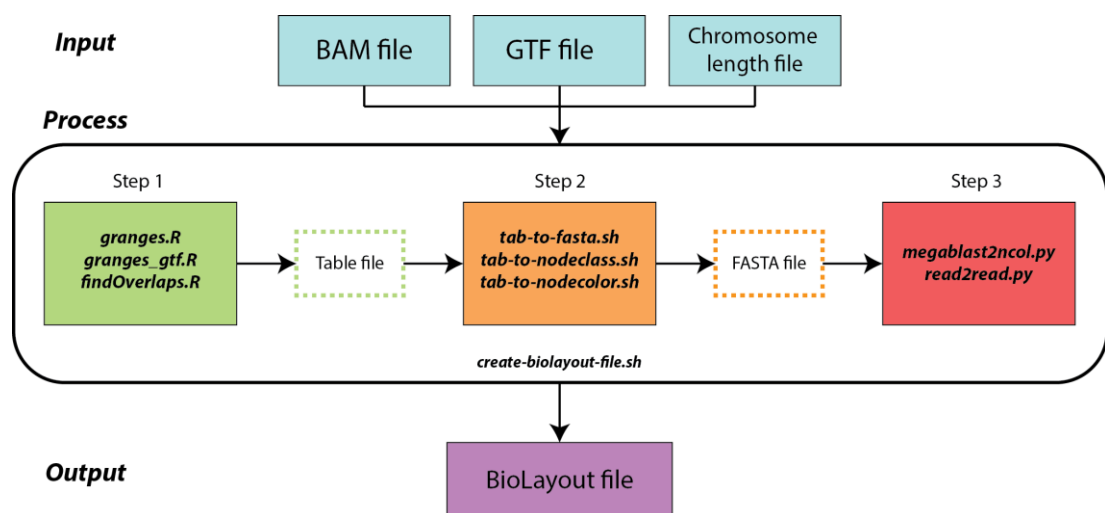 Input
BAM file
GTF file
Chromosome
length file
Process
Step 1
Step 2
Step 3
granges.R
granges_gtf.R
findOverlaps.R
Table file
tab-to-fasta.sh
tab-to-nodeclass.sh
tab-to-nodecolor.sh
FASTA file
megablast2ncol.py
read2read.py
create-biolayout-file.sh
Output
BioLayout file